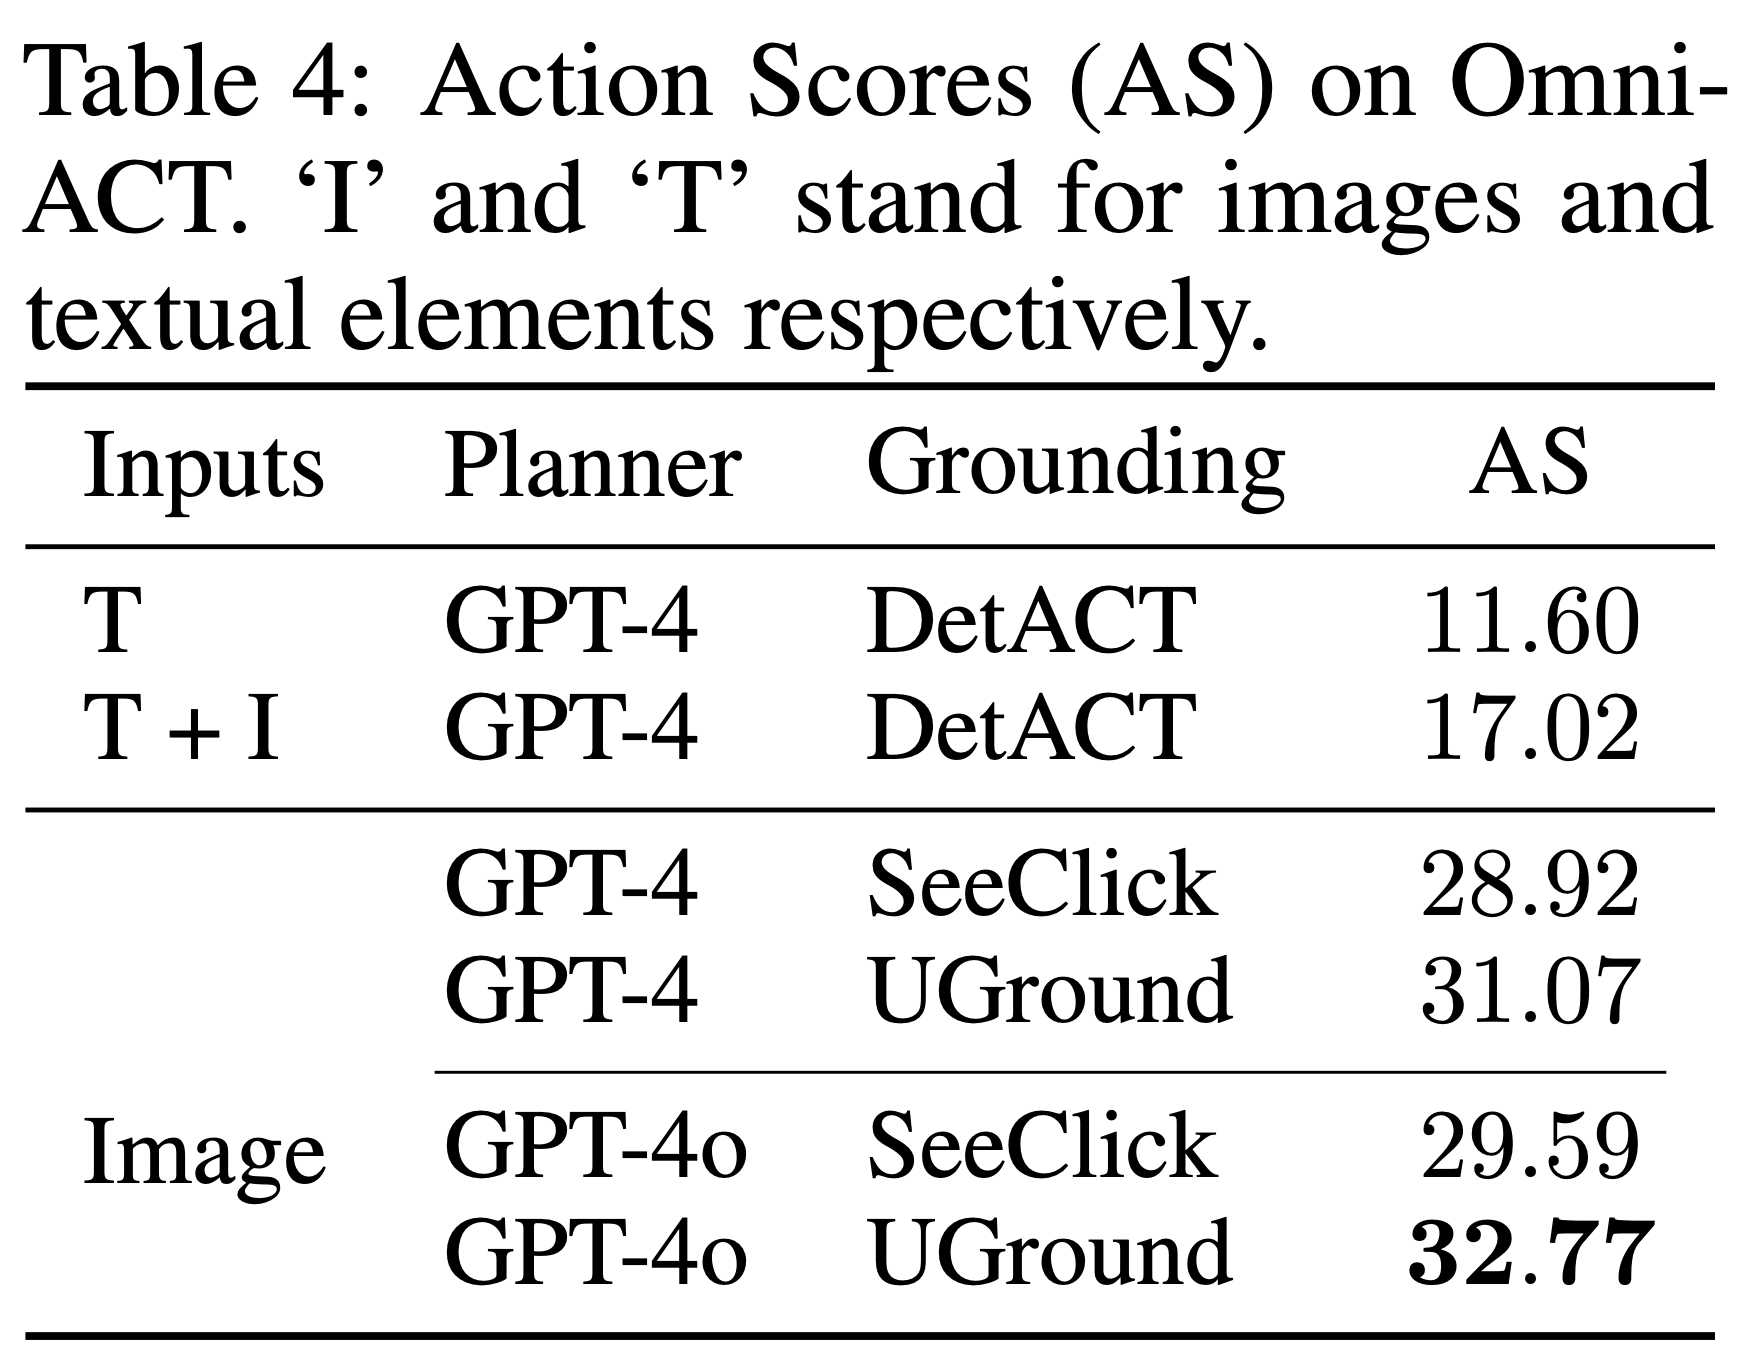 Table 4: Action Scores (AS) on Omni-
ACT. ‘I’ and ‘T’ stand for images and
textual elements respectively.
Inputs Planner Grounding AS
T GPT-4 DetACT 11.60
T + I GPT-4 DetACT 17.02
GPT-4 SeeClick 28.92
GPT-4 UGround 31.07
Image
GPT-4o SeeClick 29.59
GPT-4o UGround 32.77